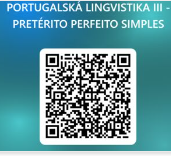 PORTUGALSKÁ LINGVISTIKA III -
PRETÉRITO PERFEITO SIMPLES